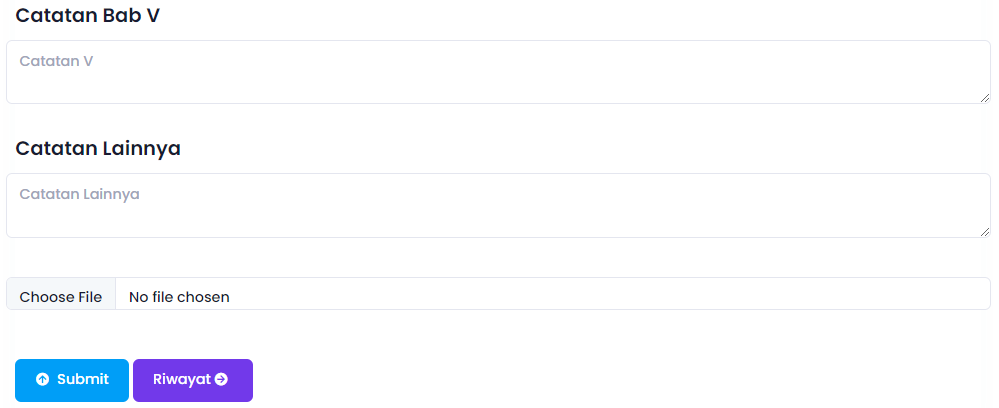 Catatan Bab V
Catatan V
Catatan Lainnya
Catatan Lainnya
Choose File No file chosen
Submit Riwayat